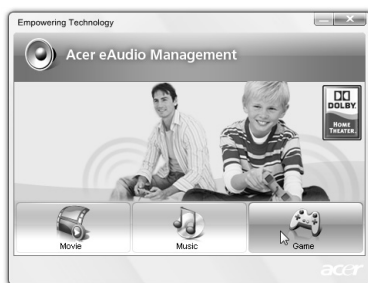 Empowering Technology
Acer eAudio Management
DOLBY
HOME
THEATER
Movie
Music
Game
acer